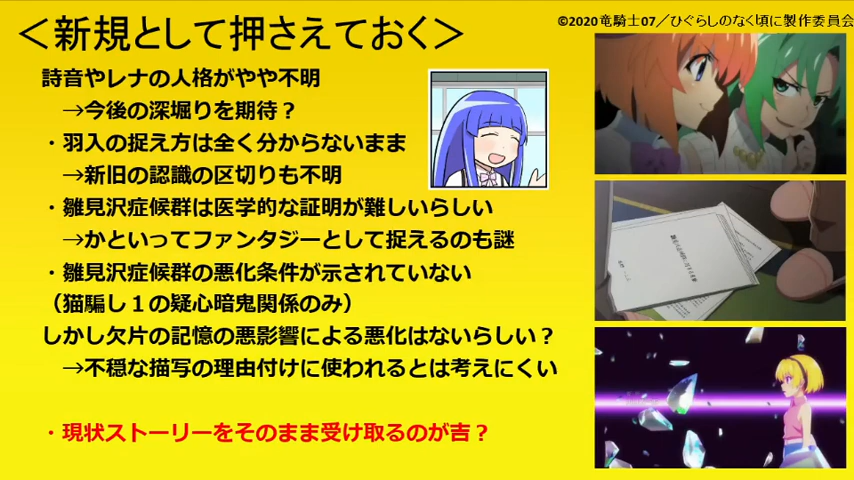 ＜新規として押さえておく＞
©2020竜騎士07／ひぐらしのなく頃に製作委員会
詩音やレナの人格がやや不明
→今後の深堀りを期待？
・羽入の捉え方は全く分からないまま
→新旧の認識の区切りも不明
・雛見沢症候群は医学的な証明が難しいらしい
→かといってファンタジーとして捉えるのも謎
・雛見沢症候群の悪化条件が示されていない
（猫騙し１の疑心暗鬼関係のみ）
しかし欠片の記憶の悪影響による悪化はないらしい？
→不穏な描写の理由付けに使われるとは考えにくい
・現状ストーリーをそのまま受け取るのが吉？